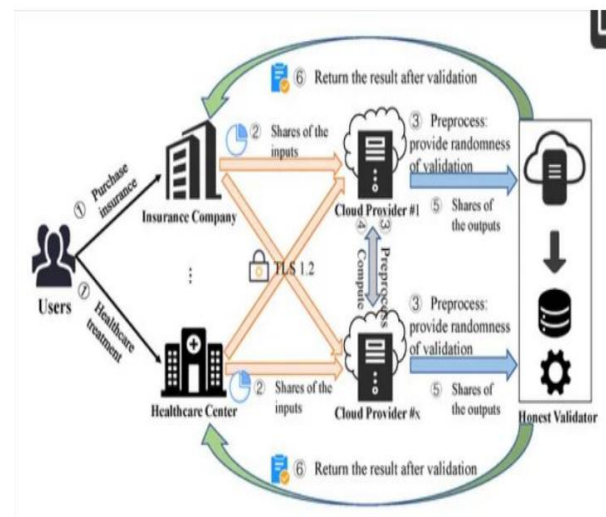 ⑥ Return the result after validation
② Shares of the
inputs
③ Preprocess:
provide randomness
of validation
① Purchase
insurance
Insurance Company
Cloud Provider #1
⑤ Shares of
the outputs
Users
...
TLS 1.2
③ Preprocess
④ Compute
① Healthcare
treatment
③ Preprocess:
provide randomness
of validation
② Shares of the
inputs
Healthcare Center
Cloud Provider #x
⑤ Shares of
the outputs
Honest Validator
⑥ Return the result after validation